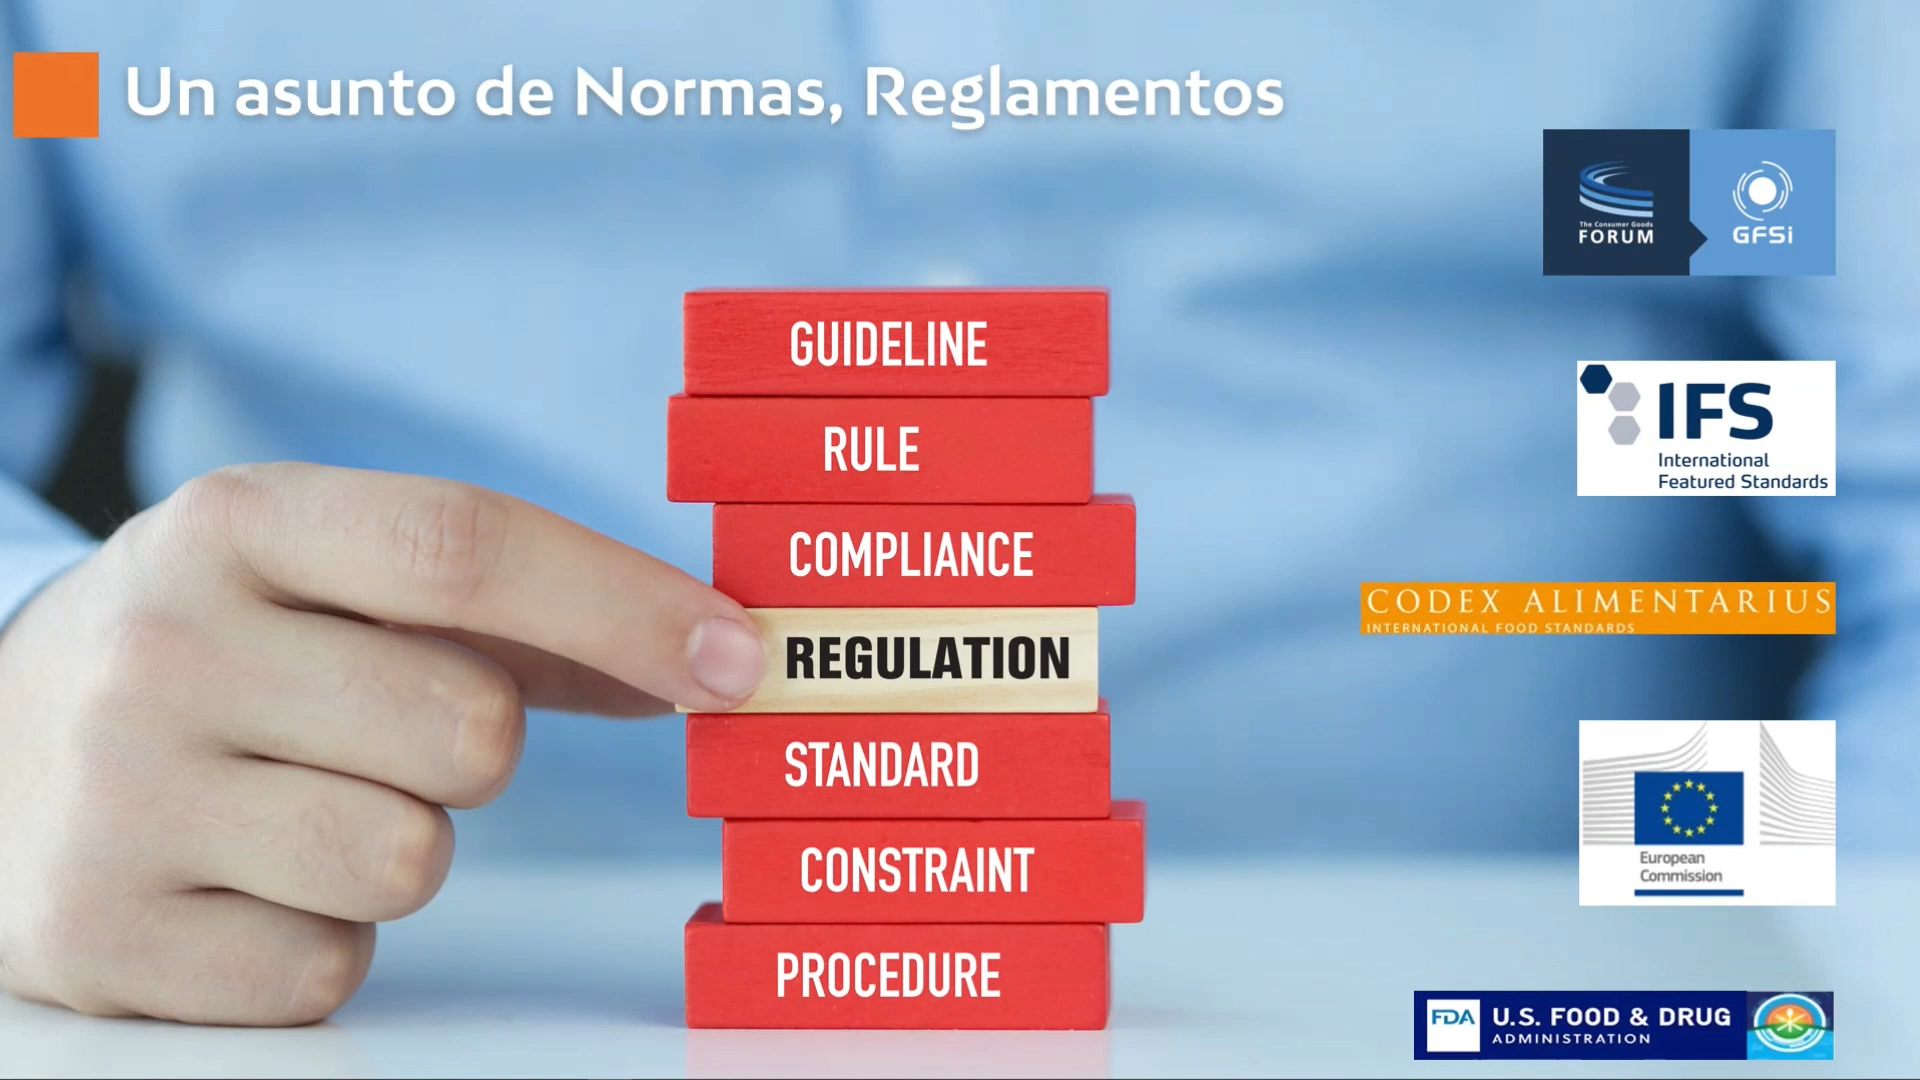 Un asunto de Normas, Reglamentos
The Consumer Goods
FORUM
GFSi
GUIDELINE
RULE
COMPLIANCE
REGULATION
STANDARD
CONSTRAINT
PROCEDURE
IFS
International
Featured Standards
CODEX ALIMENTARIUS
INTERNATIONAL FOOD STANDARDS
European
Commission
FDA U.S. FOOD & DRUG
ADMINISTRATION